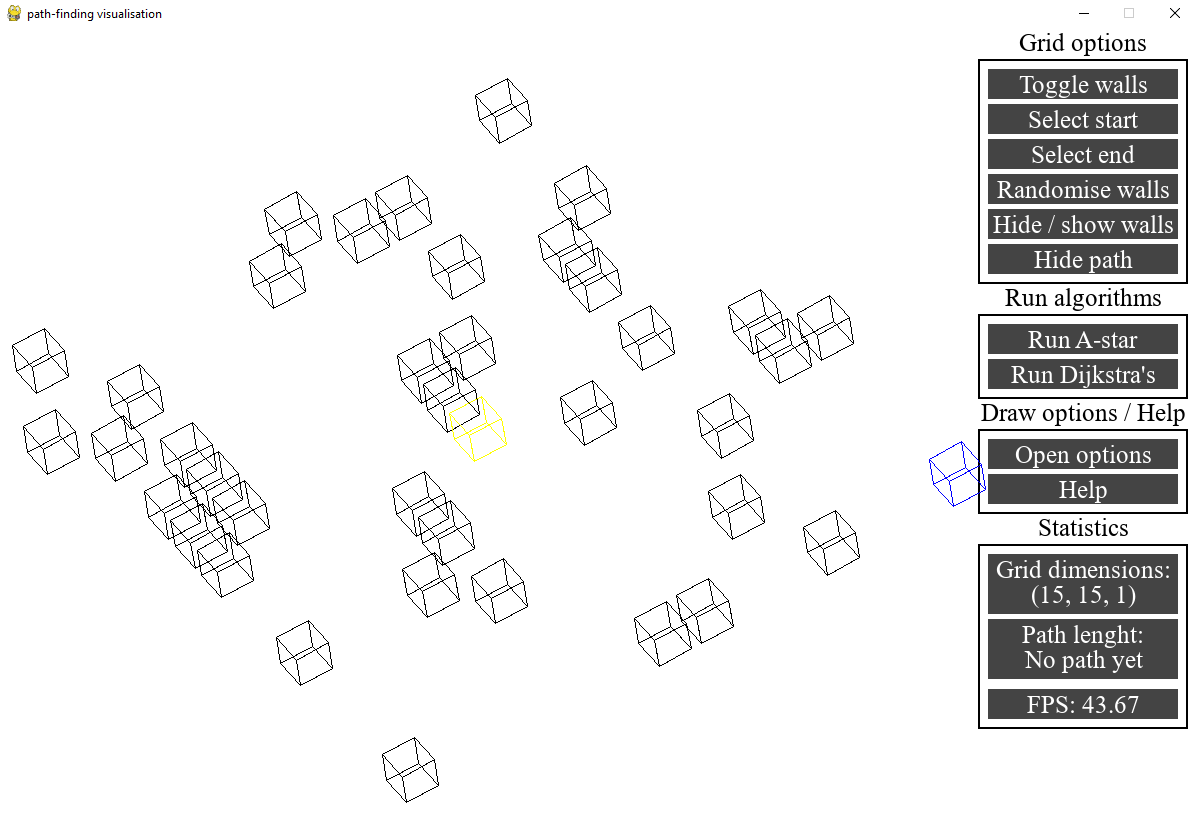 path-finding visualisation
Grid options
Toggle walls
Select start
Select end
Randomise walls
Hide / show walls
Hide path
Run algorithms
Run A-star
Run Dijkstra's
Draw options / Help
Open options
Help
Statistics
Grid dimensions:
(15, 15, 1)
Path lenght:
No path yet
FPS: 43.67